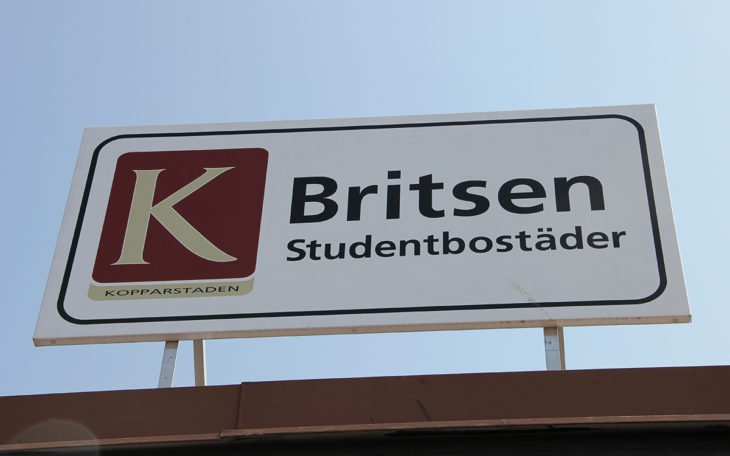 K
KOPPARSTADEN
Britsen
Studentbostäder